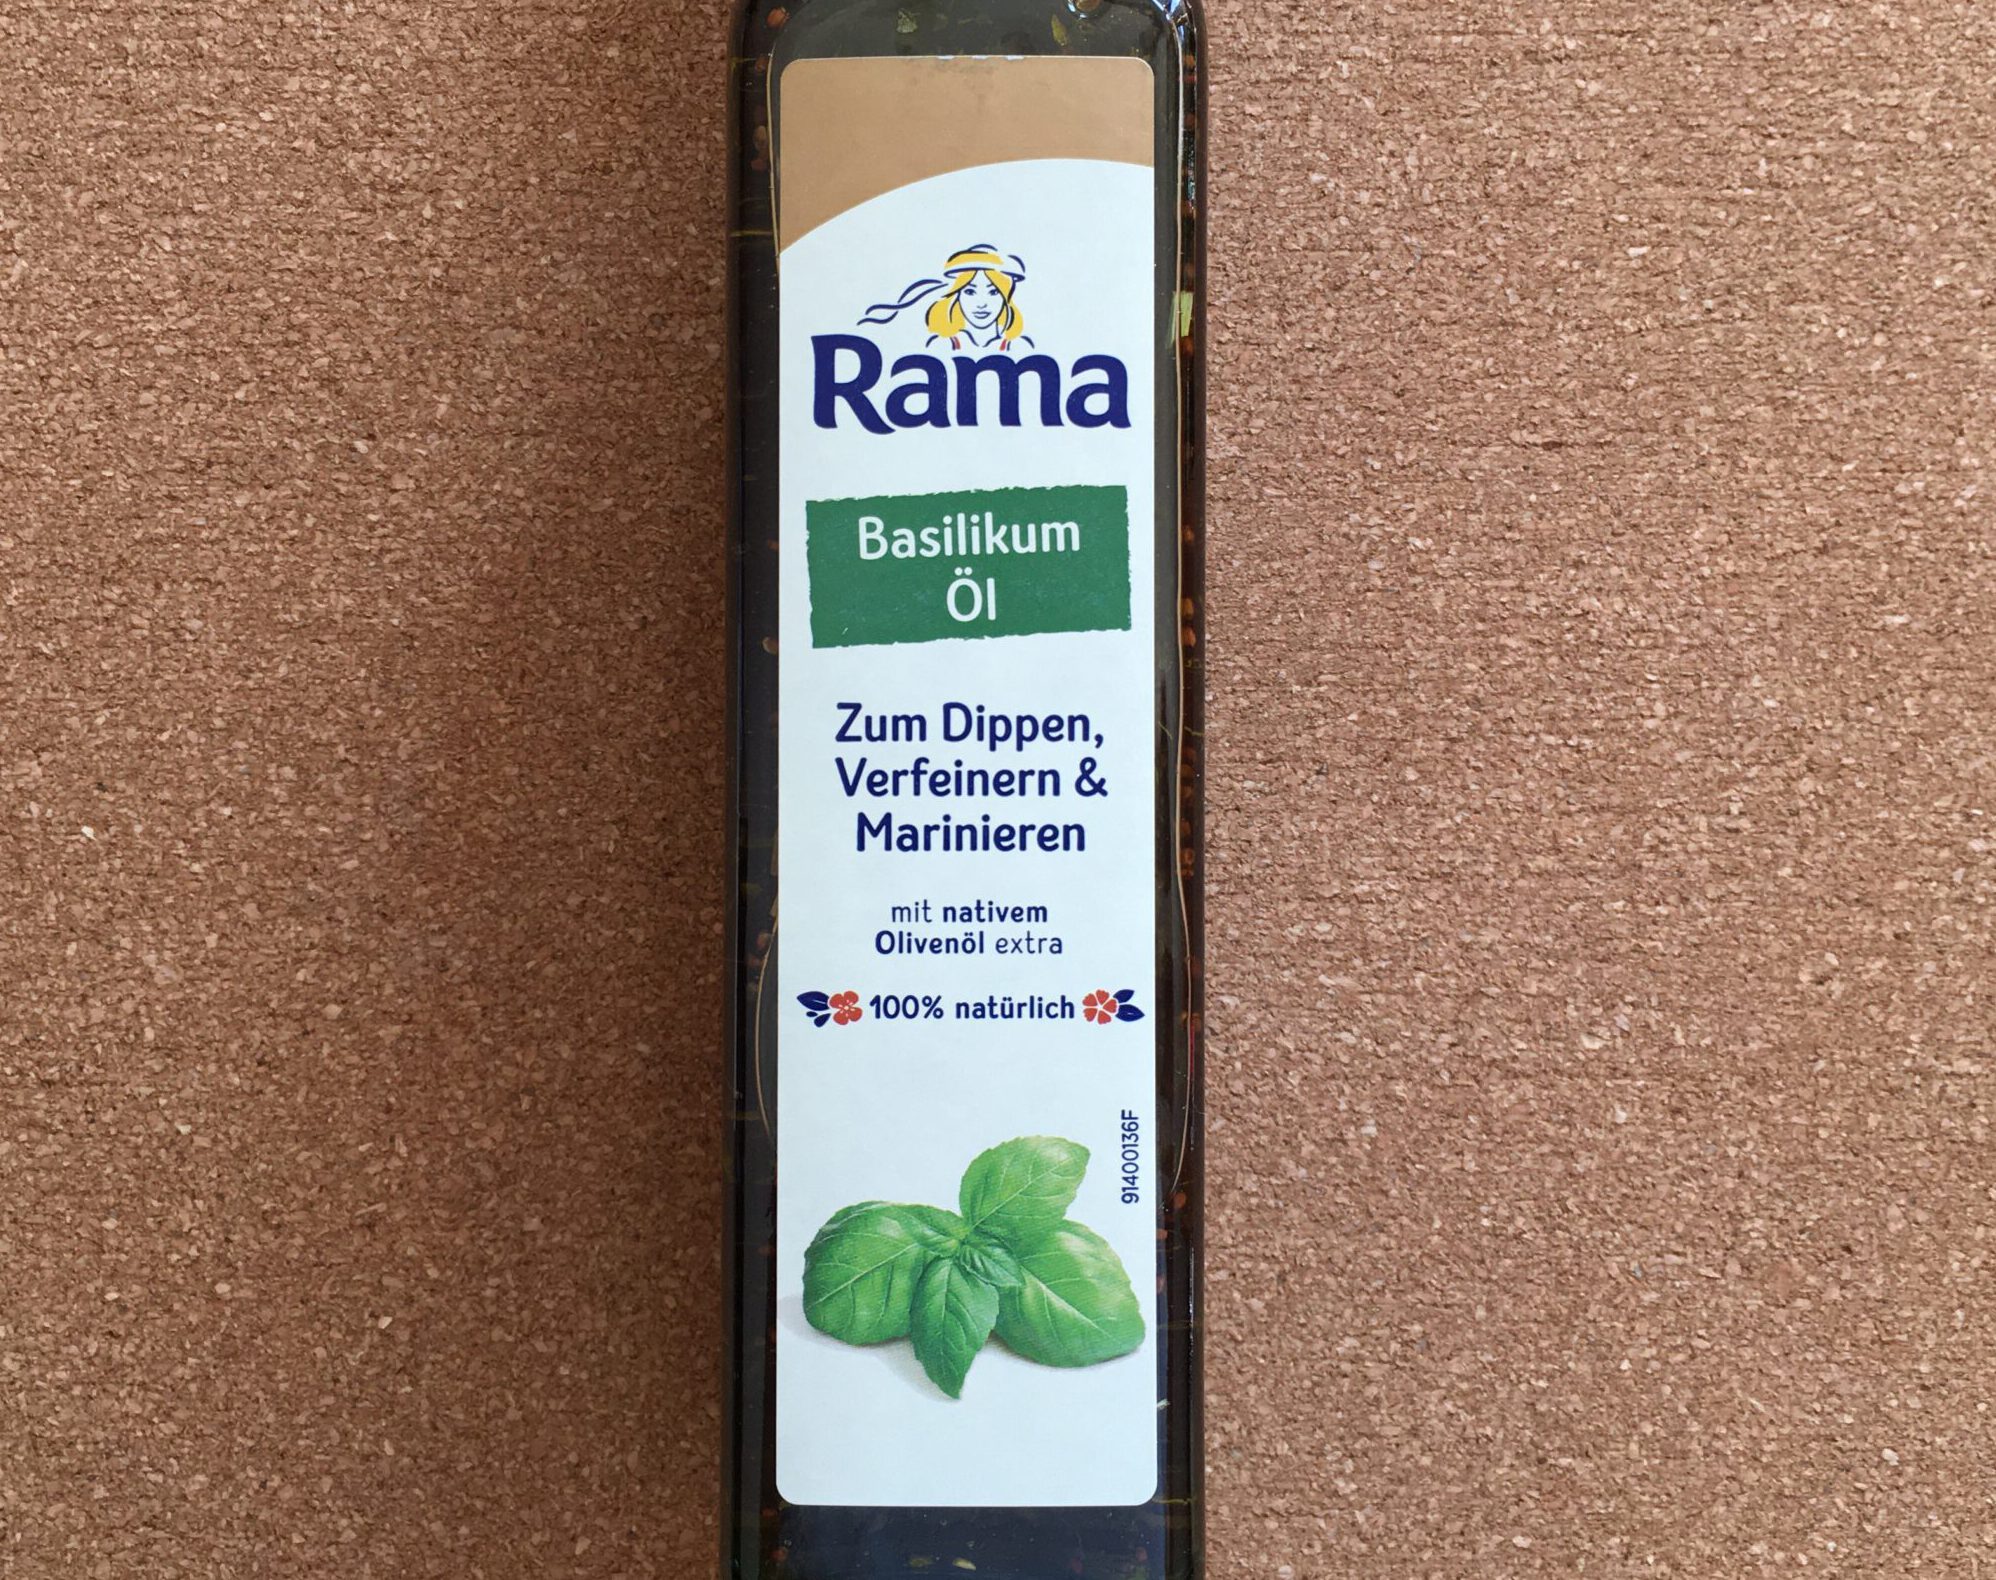 Rama
Basilikum
Öl
Zum Dippen,
Verfeinern &
Marinieren
mit nativem
Olivenöl extra
100% natürlich
91400136F